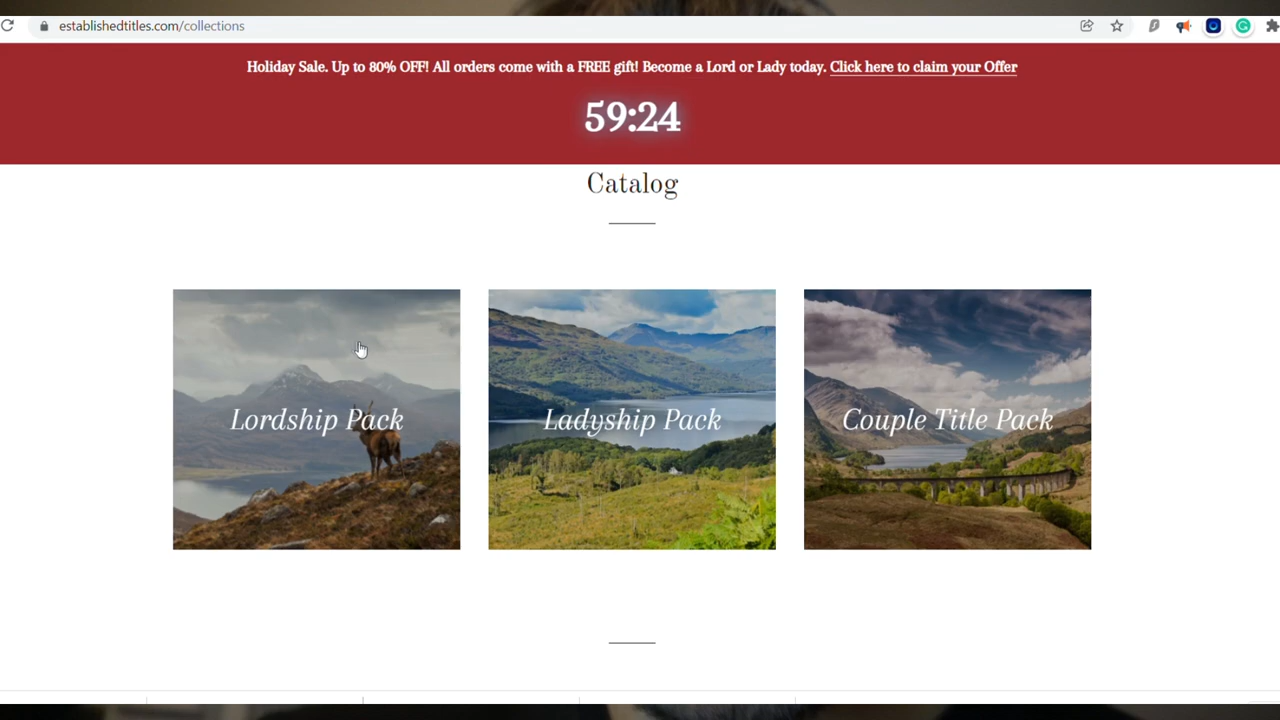 establishedtitles.com/collections
Holiday Sale. Up to 80% OFF! All orders come with a FREE gift! Become a Lord or Lady today. Click here to claim your Offer
59:24
Catalog
Lordship Pack
Ladyship Pack
Couple Title Pack